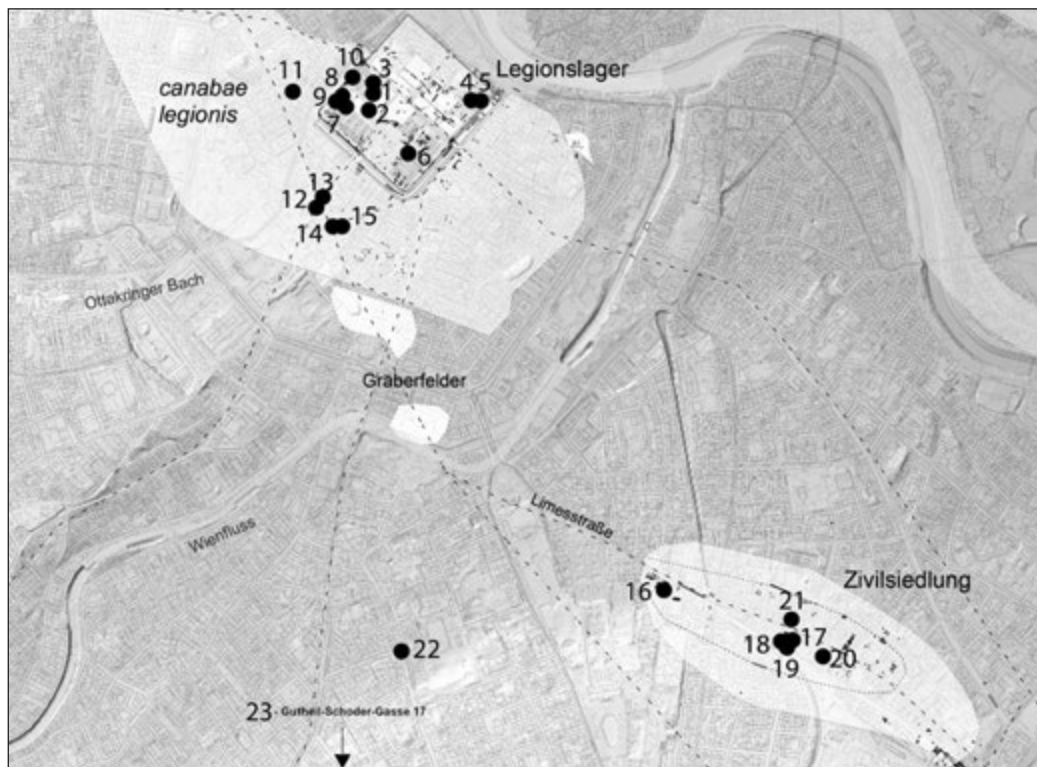 Legionslager
canabae
legionis
10
3
11
8
1
4
5
9
2
7
6
13
12
14
15
Ottakringer Bach
Gräberfelder
Wienfluss
Limesstraße
Zivilsiedlung
16
21
18
17
19
20
22
23 - Gutheil-Schoder-Gasse 17